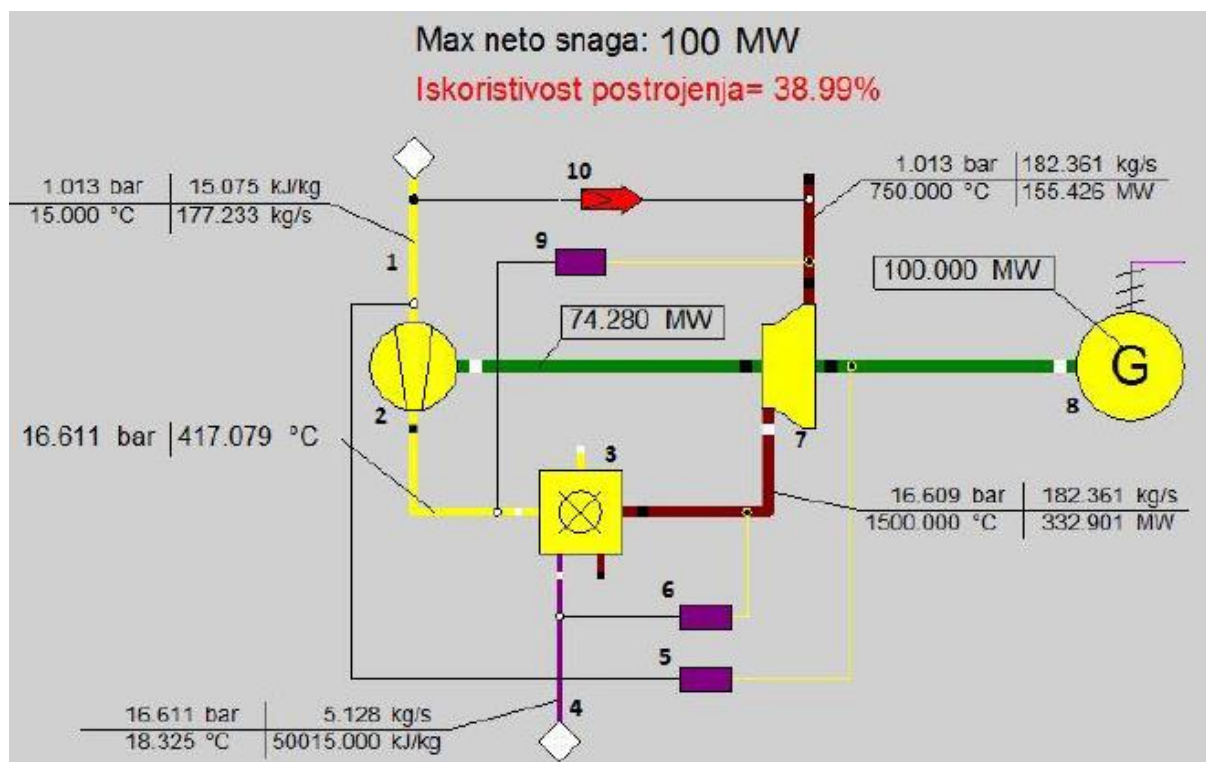 Max neto snaga: 100 MW
Iskoristivost postrojenja= 38.99%
1.013 bar 15.075 kJ/kg
15.000 °C 177.233 kg/s
10
1.013 bar 182.361 kg/s
750.000 °C 155.426 MW
9
1
100.000 MW
74.280 MW
G
2
7
8
16.611 bar 417.079 °C
3
16.609 bar 182.361 kg/s
1500.000 °C 332.901 MW
6
5
4
16.611 bar 5.128 kg/s
18.325 °C 50015.000 kJ/kg